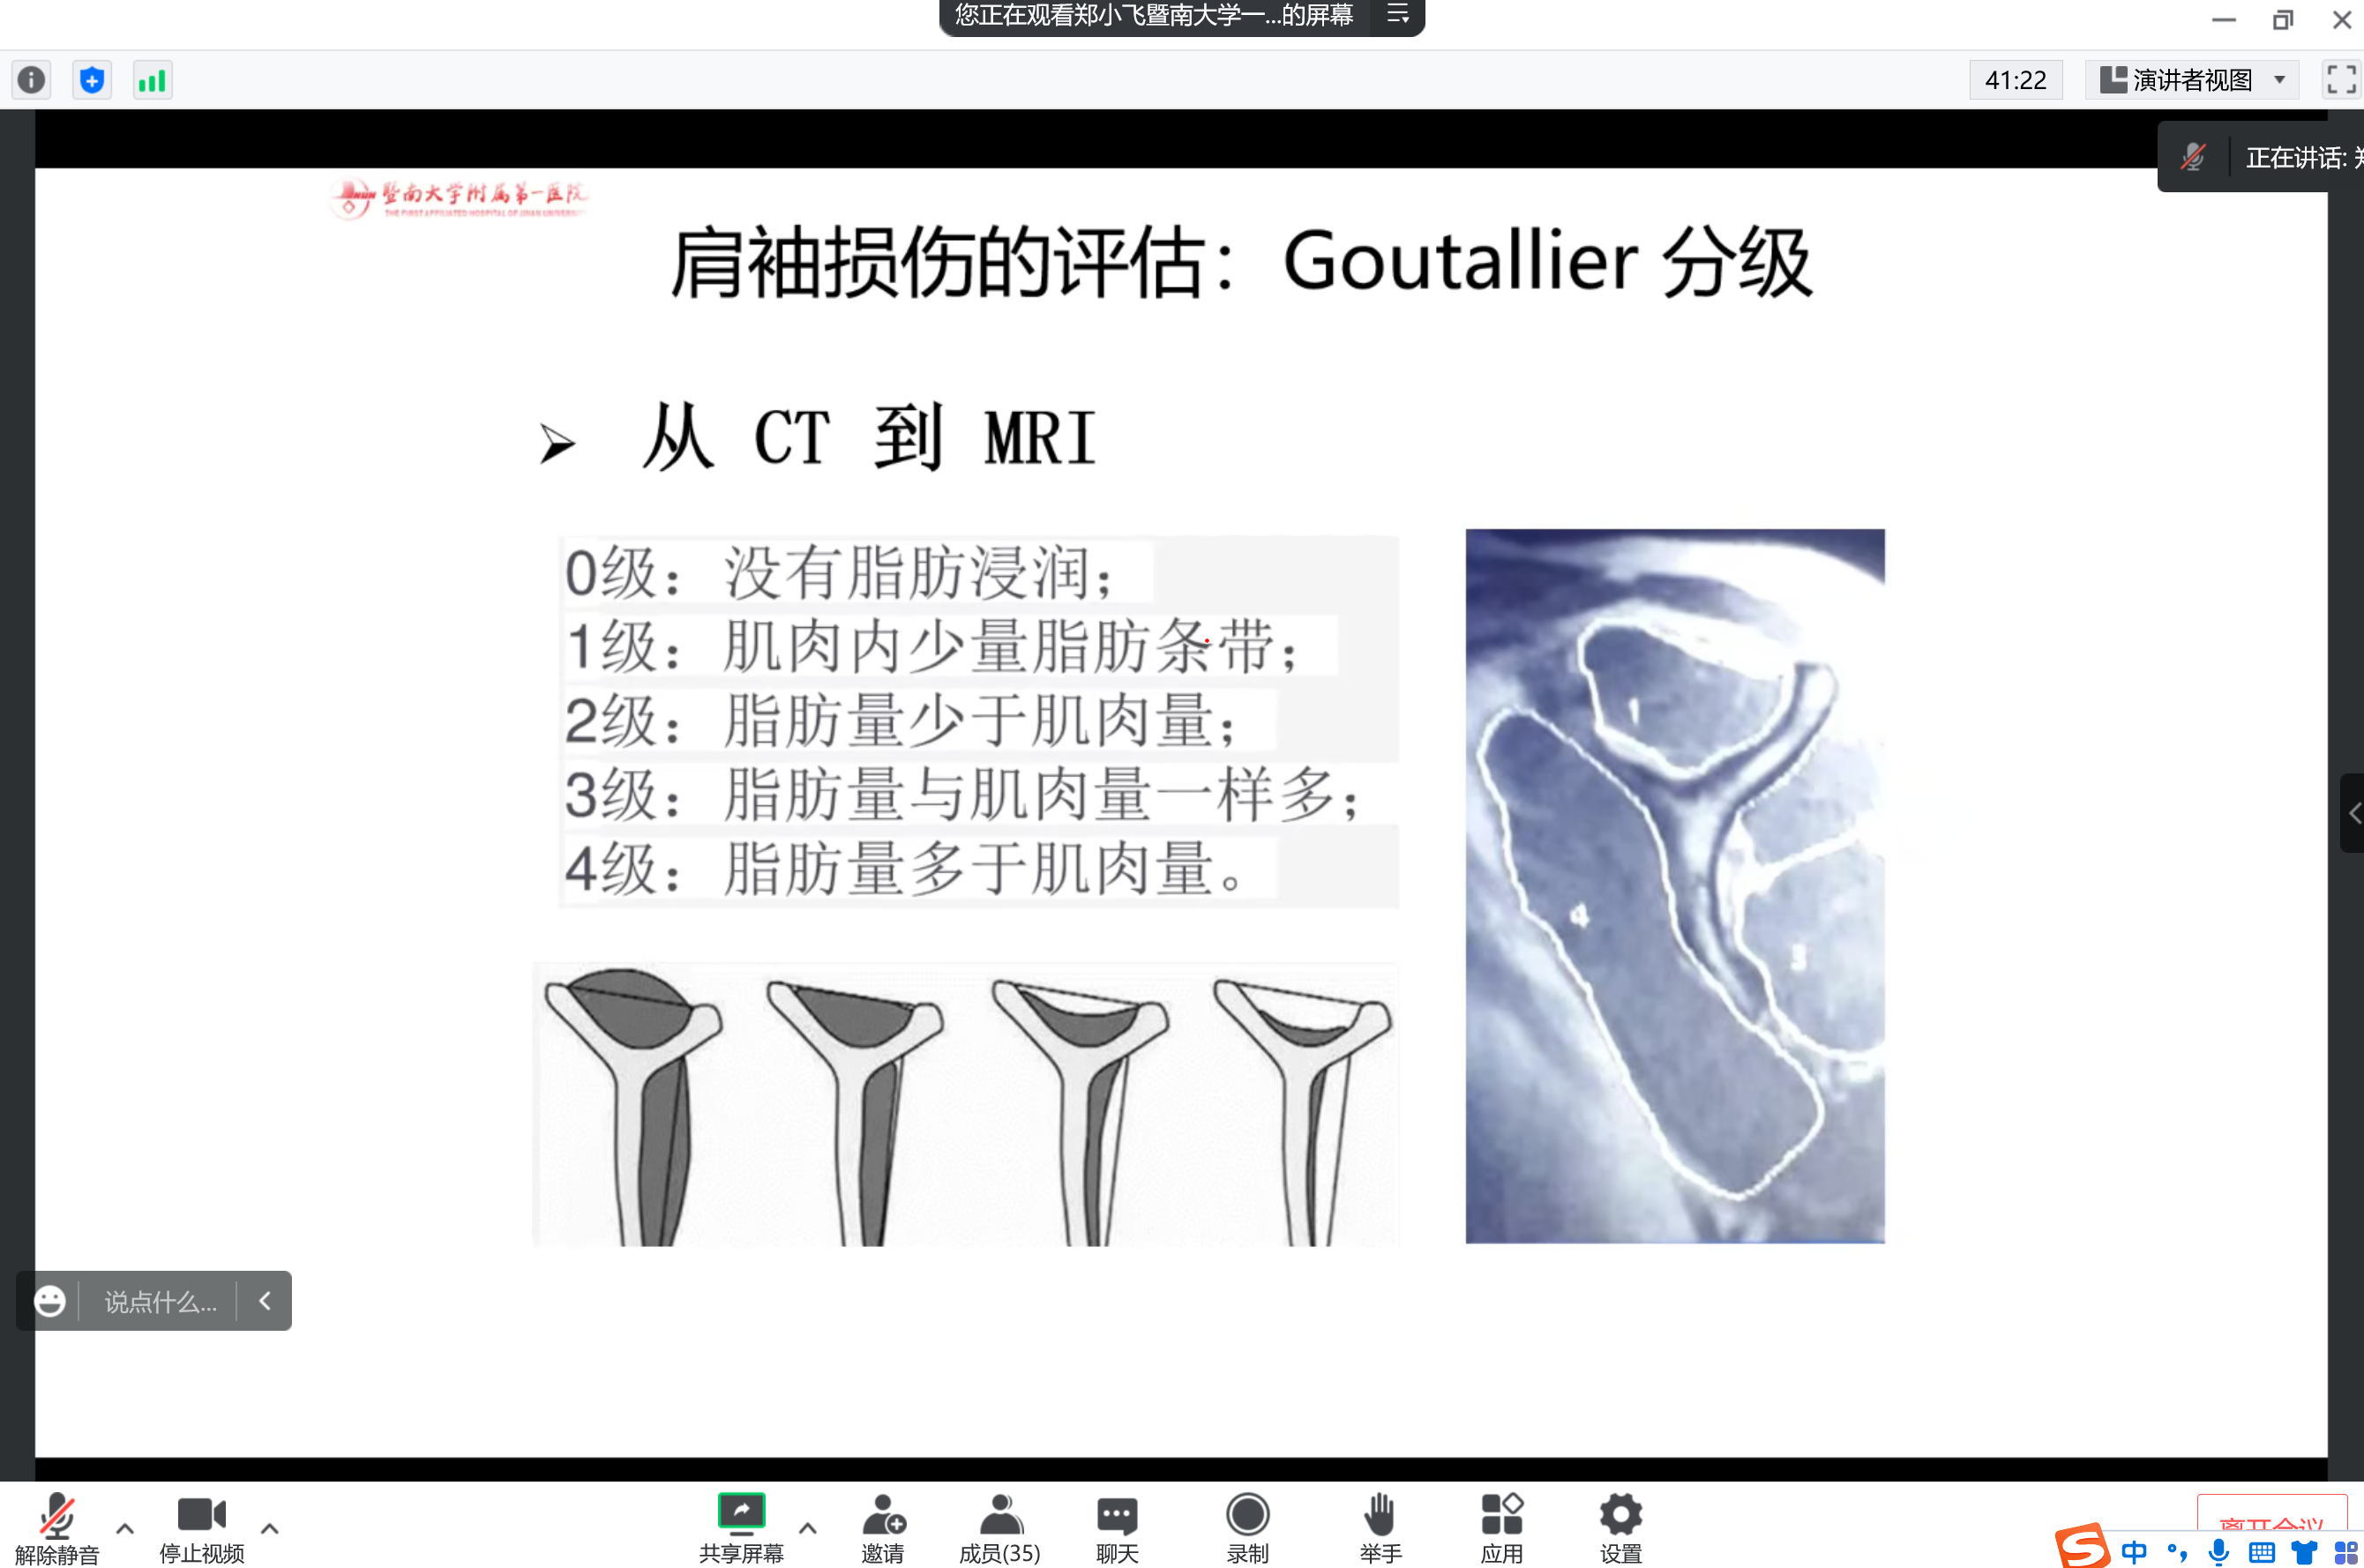 您正在观看郑小飞暨南大学一...的屏幕
41:22
演讲者视图
正在讲话:
暨南大学附属第一医院
THE FIRST AFFILIATED HOSPITAL OF JINAN UNIVERSITY
肩袖损伤的评估：Goutallier 分级
➢ 从 CT 到 MRI
0级：没有脂肪浸润；
1级：肌肉内少量脂肪条带；
2级：脂肪量少于肌肉量；
3级：脂肪量与肌肉量一样多；
4级：脂肪量多于肌肉量。
1
4
3
说点什么...
解除静音
停止视频
共享屏幕
邀请
成员(35)
聊天
录制
举手
应用
设置
离开会议
中